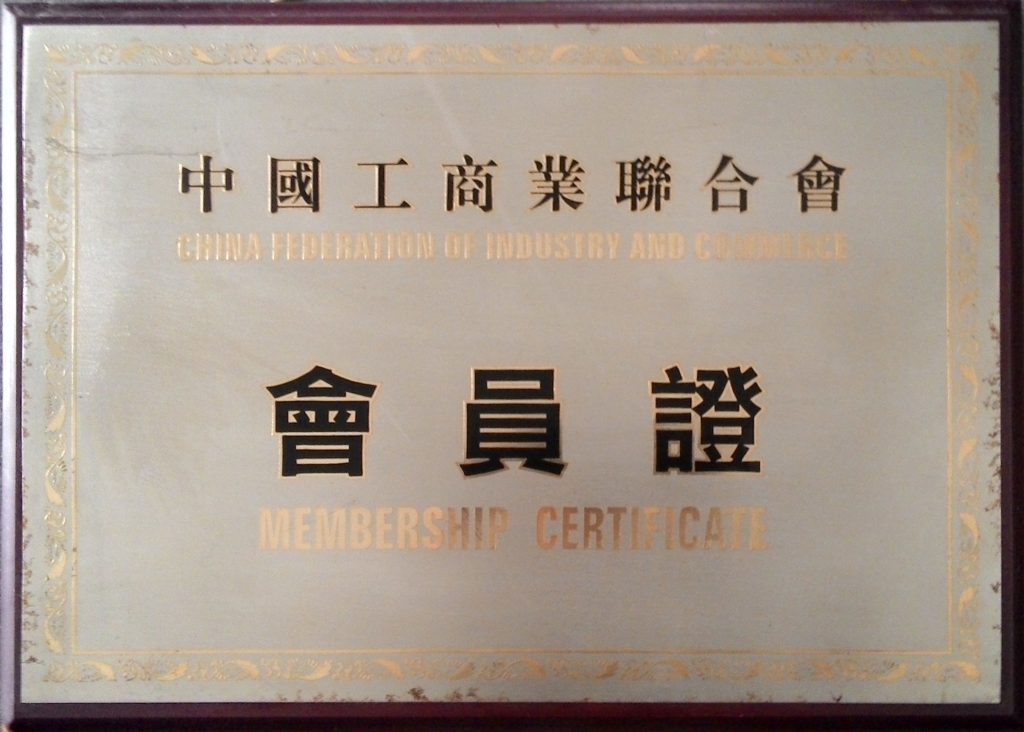 中國工商業聯合會
CHINA FEDERATION OF INDUSTRY AND COMMERCE
會員證
MEMBERSHIP CERTIFICATE